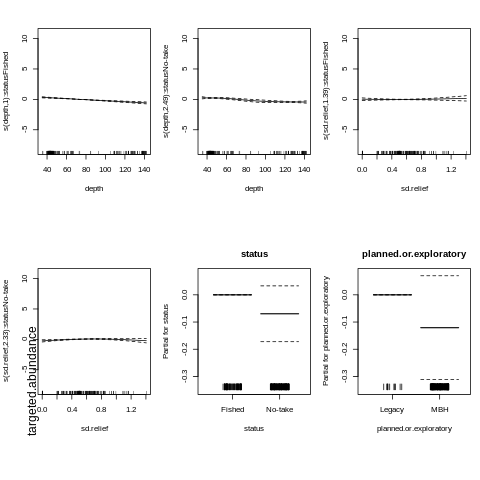 s(depth,1):statusFished
10
5
0
-5
40 60 80 100 120 140
depth
s(depth,2.49):statusNo-take
10
5
0
-5
40 60 80 100 120 140
depth
s(sd.relief,1.39):statusFished
10
5
0
-5
0.0 0.4 0.8 1.2
sd.relief
s(sd.relief,2.33):statusNo-take
10
5
0
-5
0.0 0.4 0.8 1.2
sd.relief
targeted.abundance
status
Partial for status
0.0
-0.1
-0.2
-0.3
Fished No-take
status
planned.or.exploratory
Partial for planned.or.exploratory
0.0
-0.1
-0.2
-0.3
Legacy MBH
planned.or.exploratory